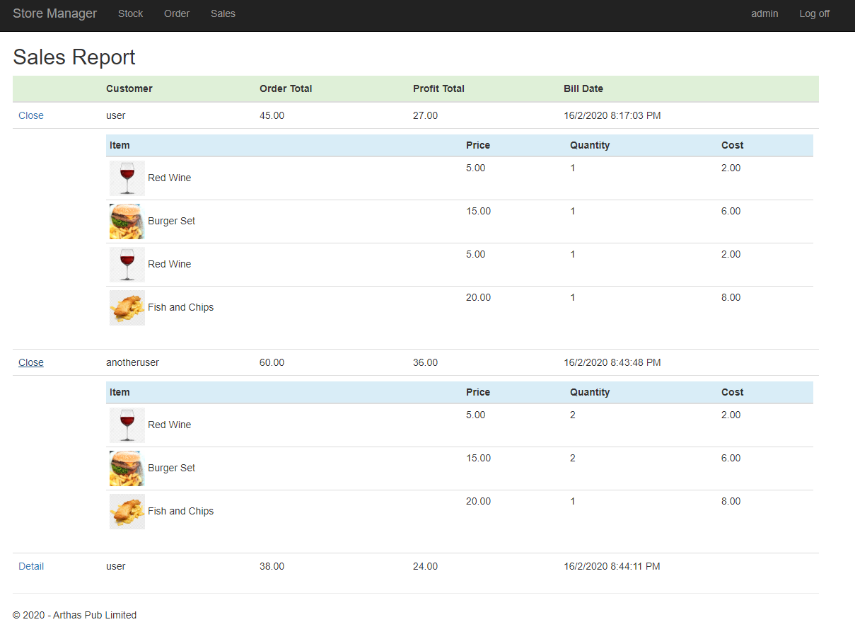 Store Manager Stock Order Sales admin Log off
Sales Report
Customer Order Total Profit Total Bill Date
Close user 45.00 27.00 16/2/2020 8:17:03 PM
Item Price Quantity Cost
Red Wine 5.00 1 2.00
Burger Set 15.00 1 6.00
Red Wine 5.00 1 2.00
Fish and Chips 20.00 1 8.00
Close anotheruser 60.00 36.00 16/2/2020 8:43:48 PM
Item Price Quantity Cost
Red Wine 5.00 2 2.00
Burger Set 15.00 2 6.00
Fish and Chips 20.00 1 8.00
Detail user 38.00 24.00 16/2/2020 8:44:11 PM
© 2020 - Arthas Pub Limited